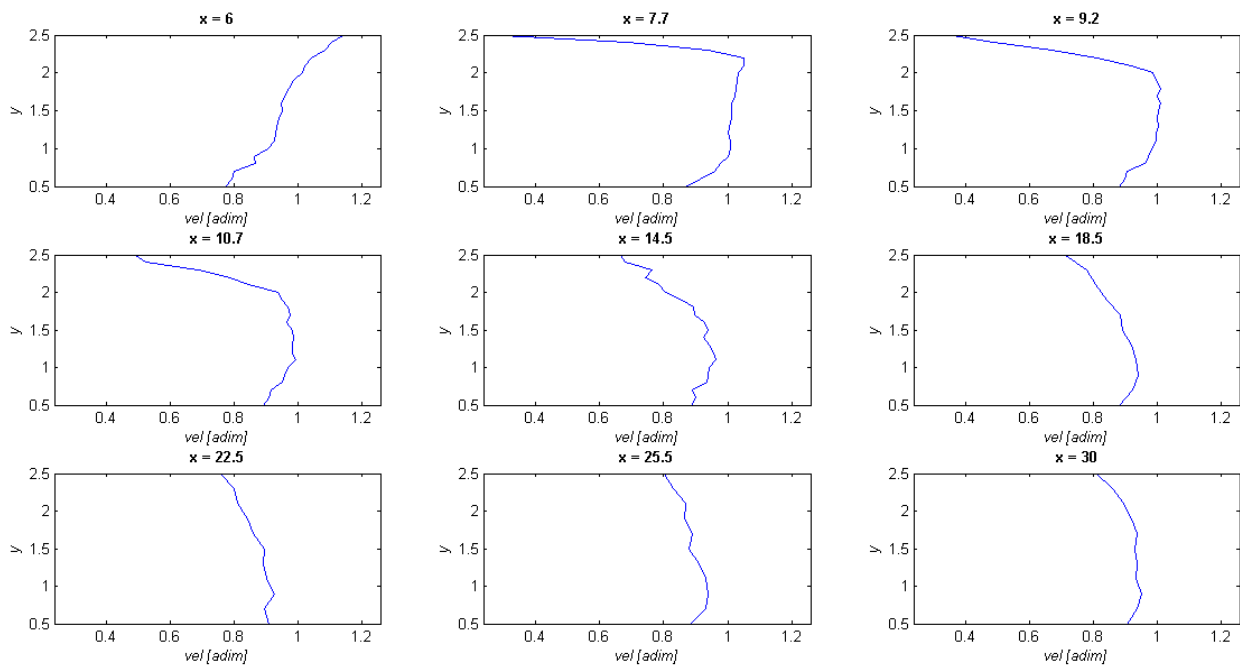 x = 6
2.5
2
1.5
1
0.5
y
0.4 0.6 0.8 1 1.2
vel [adim]
x = 7.7
2.5
2
1.5
1
0.5
y
0.4 0.6 0.8 1 1.2
vel [adim]
x = 9.2
2.5
2
1.5
1
0.5
y
0.4 0.6 0.8 1 1.2
vel [adim]
x = 10.7
2.5
2
1.5
1
0.5
y
0.4 0.6 0.8 1 1.2
vel [adim]
x = 14.5
2.5
2
1.5
1
0.5
y
0.4 0.6 0.8 1 1.2
vel [adim]
x = 18.5
2.5
2
1.5
1
0.5
y
0.4 0.6 0.8 1 1.2
vel [adim]
x = 22.5
2.5
2
1.5
1
0.5
y
0.4 0.6 0.8 1 1.2
vel [adim]
x = 25.5
2.5
2
1.5
1
0.5
y
0.4 0.6 0.8 1 1.2
vel [adim]
x = 30
2.5
2
1.5
1
0.5
y
0.4 0.6 0.8 1 1.2
vel [adim]